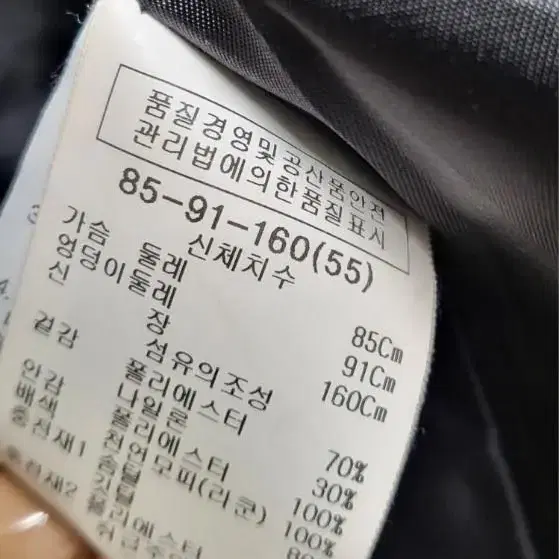 품질경영및공산품안전
관리법에의한품질표시
85-91-160(55)
신체치수
가슴 둘레 85Cm
엉덩이둘레 91Cm
신 장 160Cm
섬유의조성
겉감 폴리에스터 70%
나일론 30%
안감 폴리에스터 100%
배색 천연모피(라쿤) 100%
충전재1
충전재2